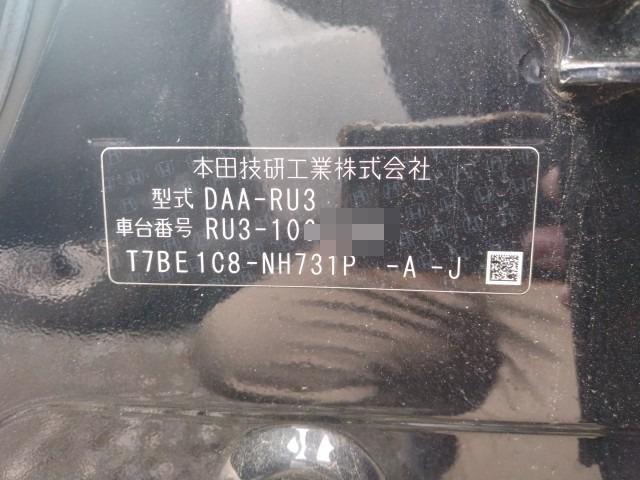 本田技研工業株式会社
型式 DAA-RU3
車台番号 RU3-10
T7BE1C8-NH731P -A -J